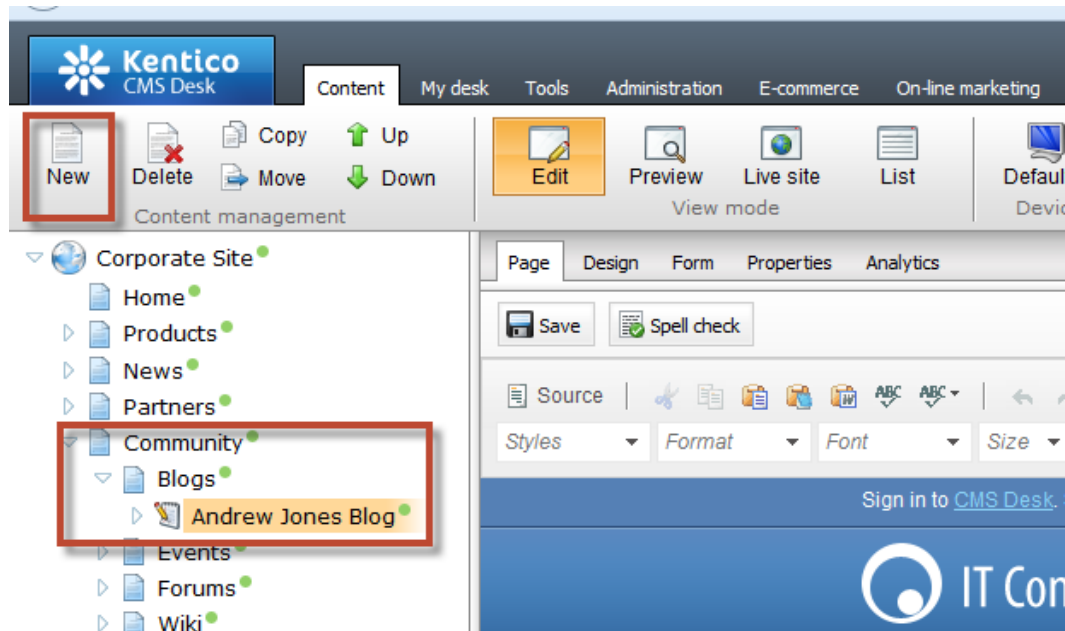 Kentico
CMS Desk
Content My desk Tools Administration E-commerce On-line marketing
New Delete Copy Move Up Down
Content management
Edit Preview Live site List
View mode
Corporate Site
Home
Products
News
Partners
Community
Blogs
Andrew Jones Blog
Events
Forums
Wiki
Page Design Form Properties Analytics
Save Spell check
Source ABC ABC
Styles Format Font Size
Sign in to CMS Desk.
IT